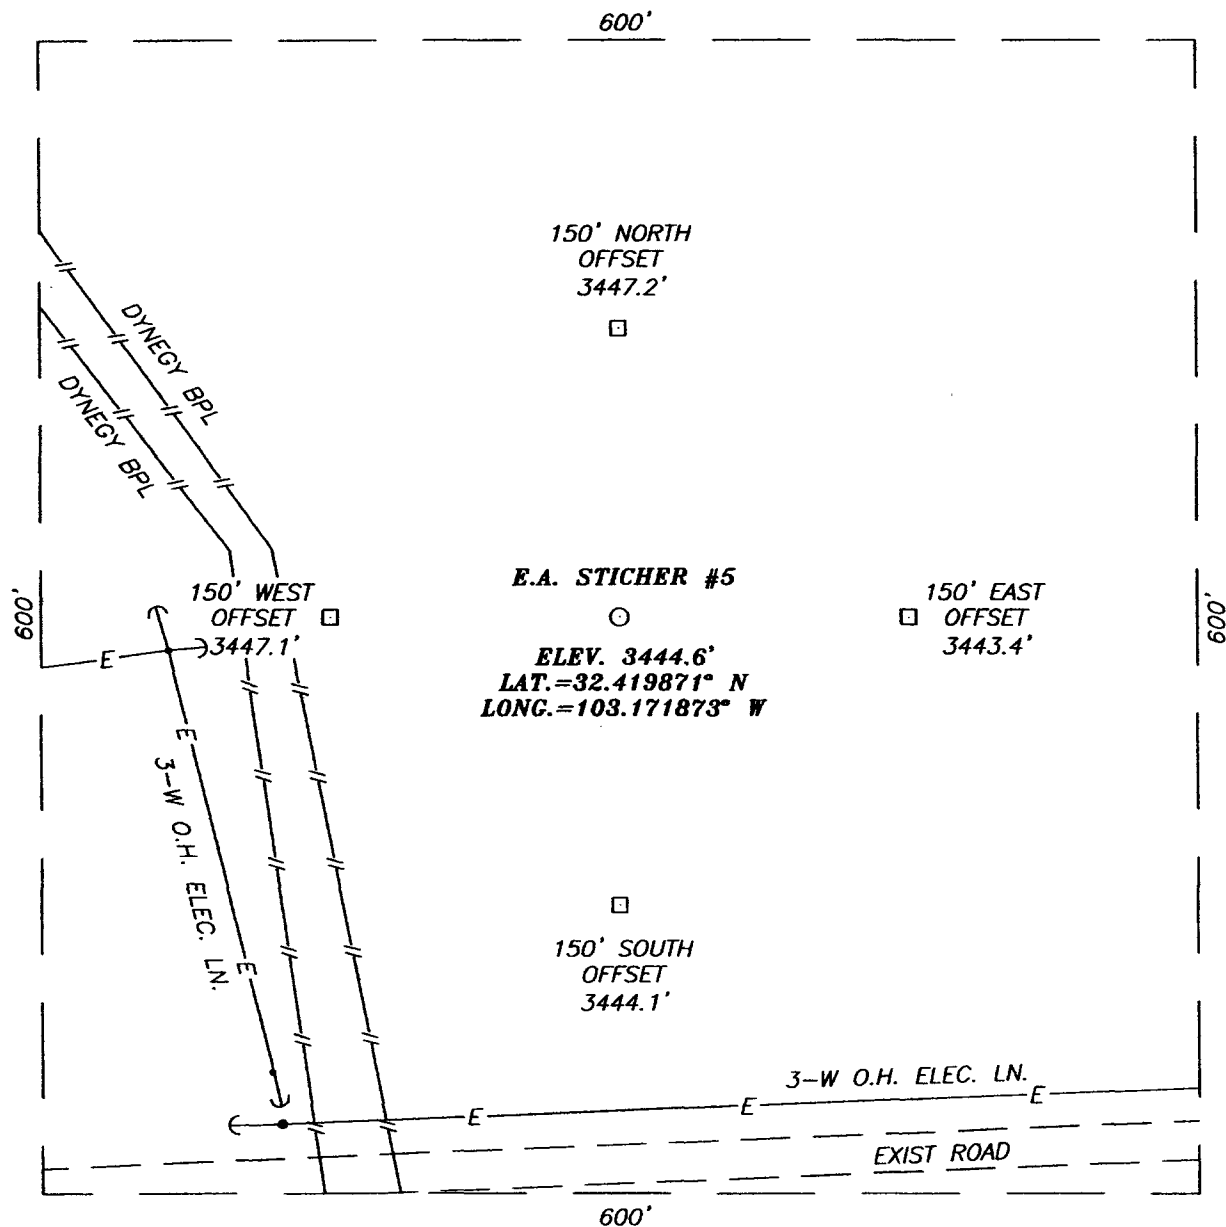 600'
150' NORTH
OFFSET
3447.2'
DYNEGY BPL
DYNEGY BPL
E.A. STICHER #5
150' WEST
OFFSET
3447.1'
150' EAST
OFFSET
3443.4'
600'
600'
ELEV. 3444.6'
LAT.=32.419871° N
LONG.=103.171873° W
E
E
3-W O.H. ELEC. LN.
E
150' SOUTH
OFFSET
3444.1'
3-W O.H. ELEC. LN.
E
E
E
EXIST ROAD
600'